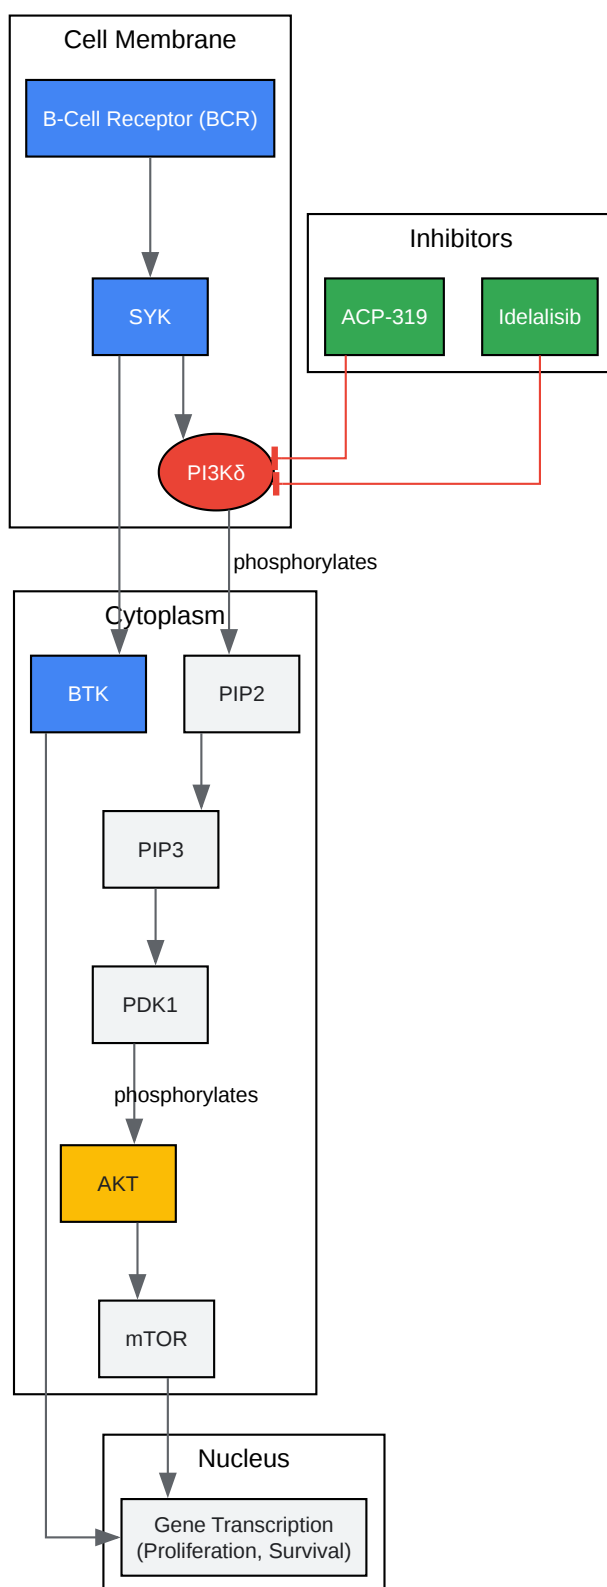 Cell Membrane
B-Cell Receptor (BCR)
Inhibitors
SYK
ACP-319
Idelalisib
PI3Kδ
phosphorylates
Cytoplasm
BTK
PIP2
PIP3
PDK1
phosphorylates
AKT
mTOR
Nucleus
Gene Transcription
(Proliferation, Survival)